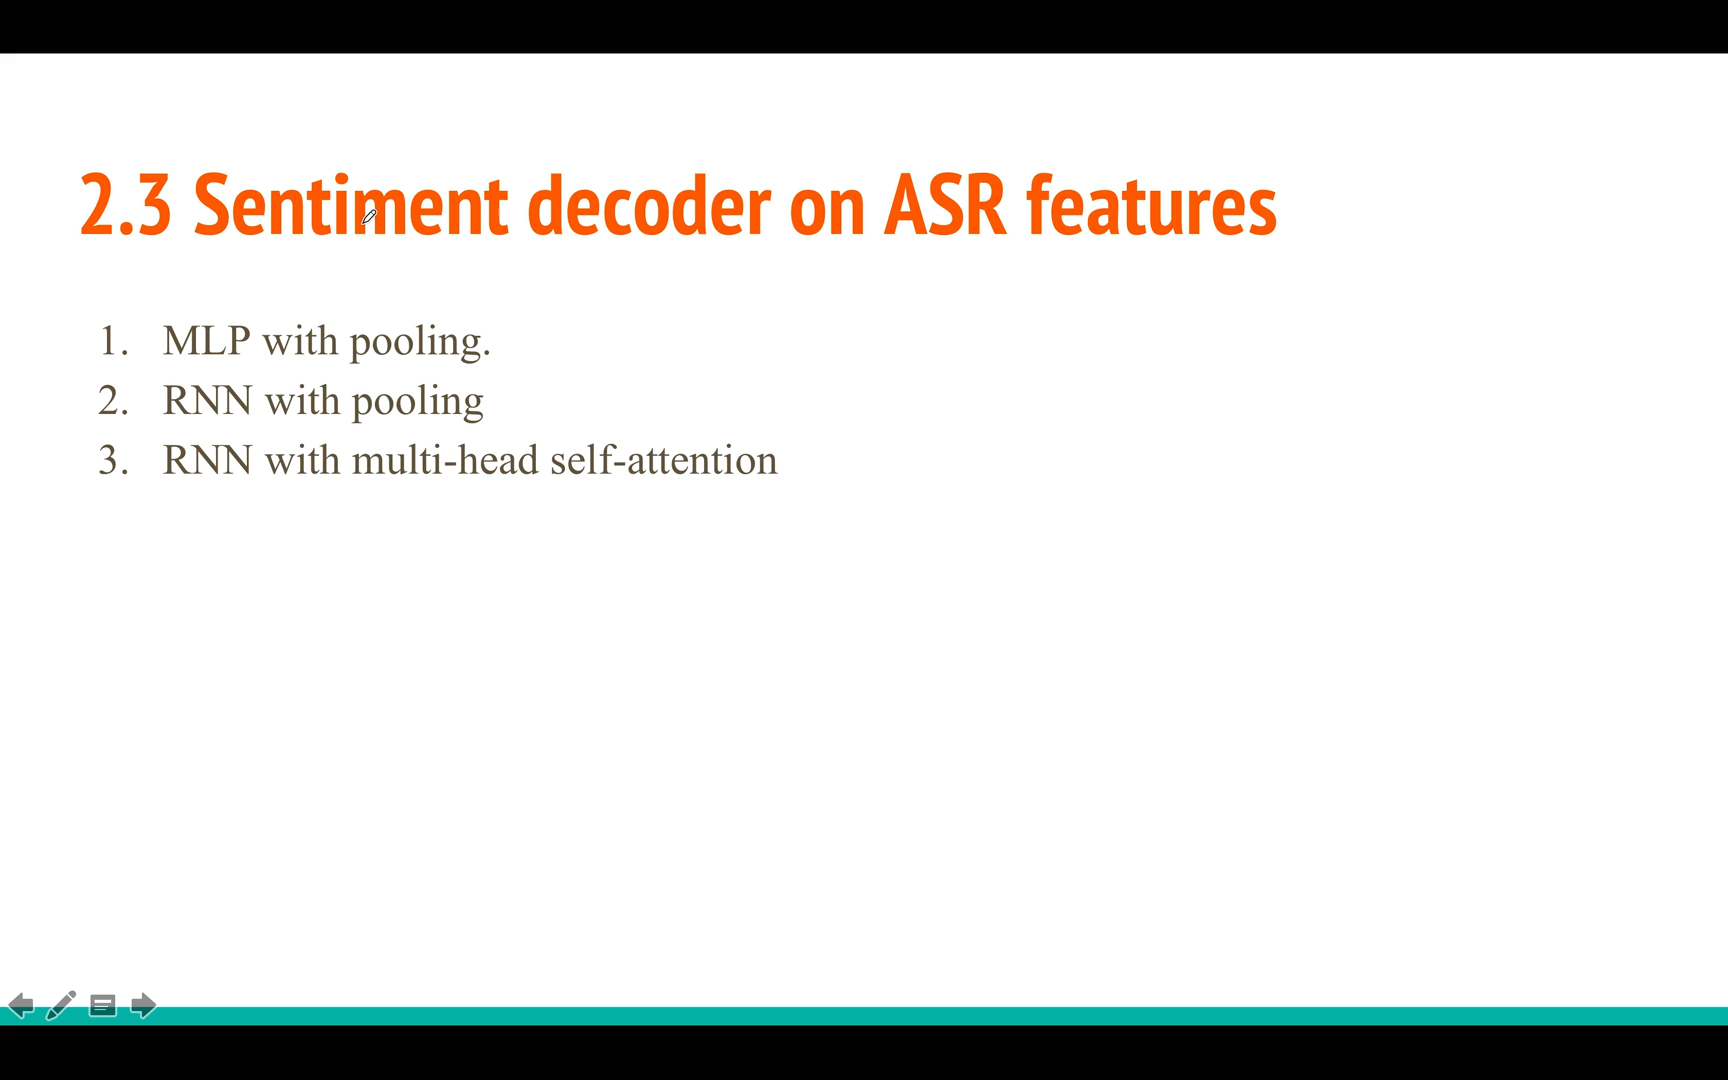 2.3 Sentiment decoder on ASR features
1. MLP with pooling.
2. RNN with pooling
3. RNN with multi-head self-attention